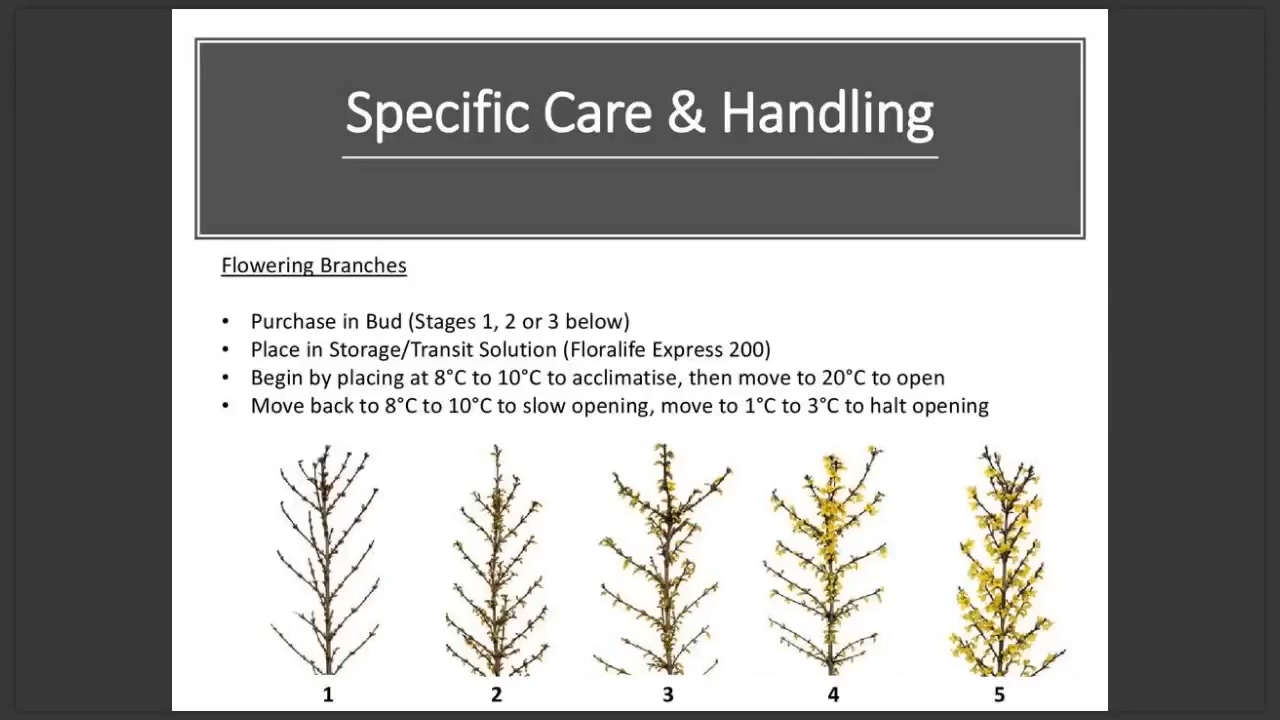 Specific Care & Handling
Flowering Branches
• Purchase in Bud (Stages 1, 2 or 3 below)
• Place in Storage/Transit Solution (Floralife Express 200)
• Begin by placing at 8°C to 10°C to acclimatise, then move to 20°C to open
• Move back to 8°C to 10°C to slow opening, move to 1°C to 3°C to halt opening
1 2 3 4 5